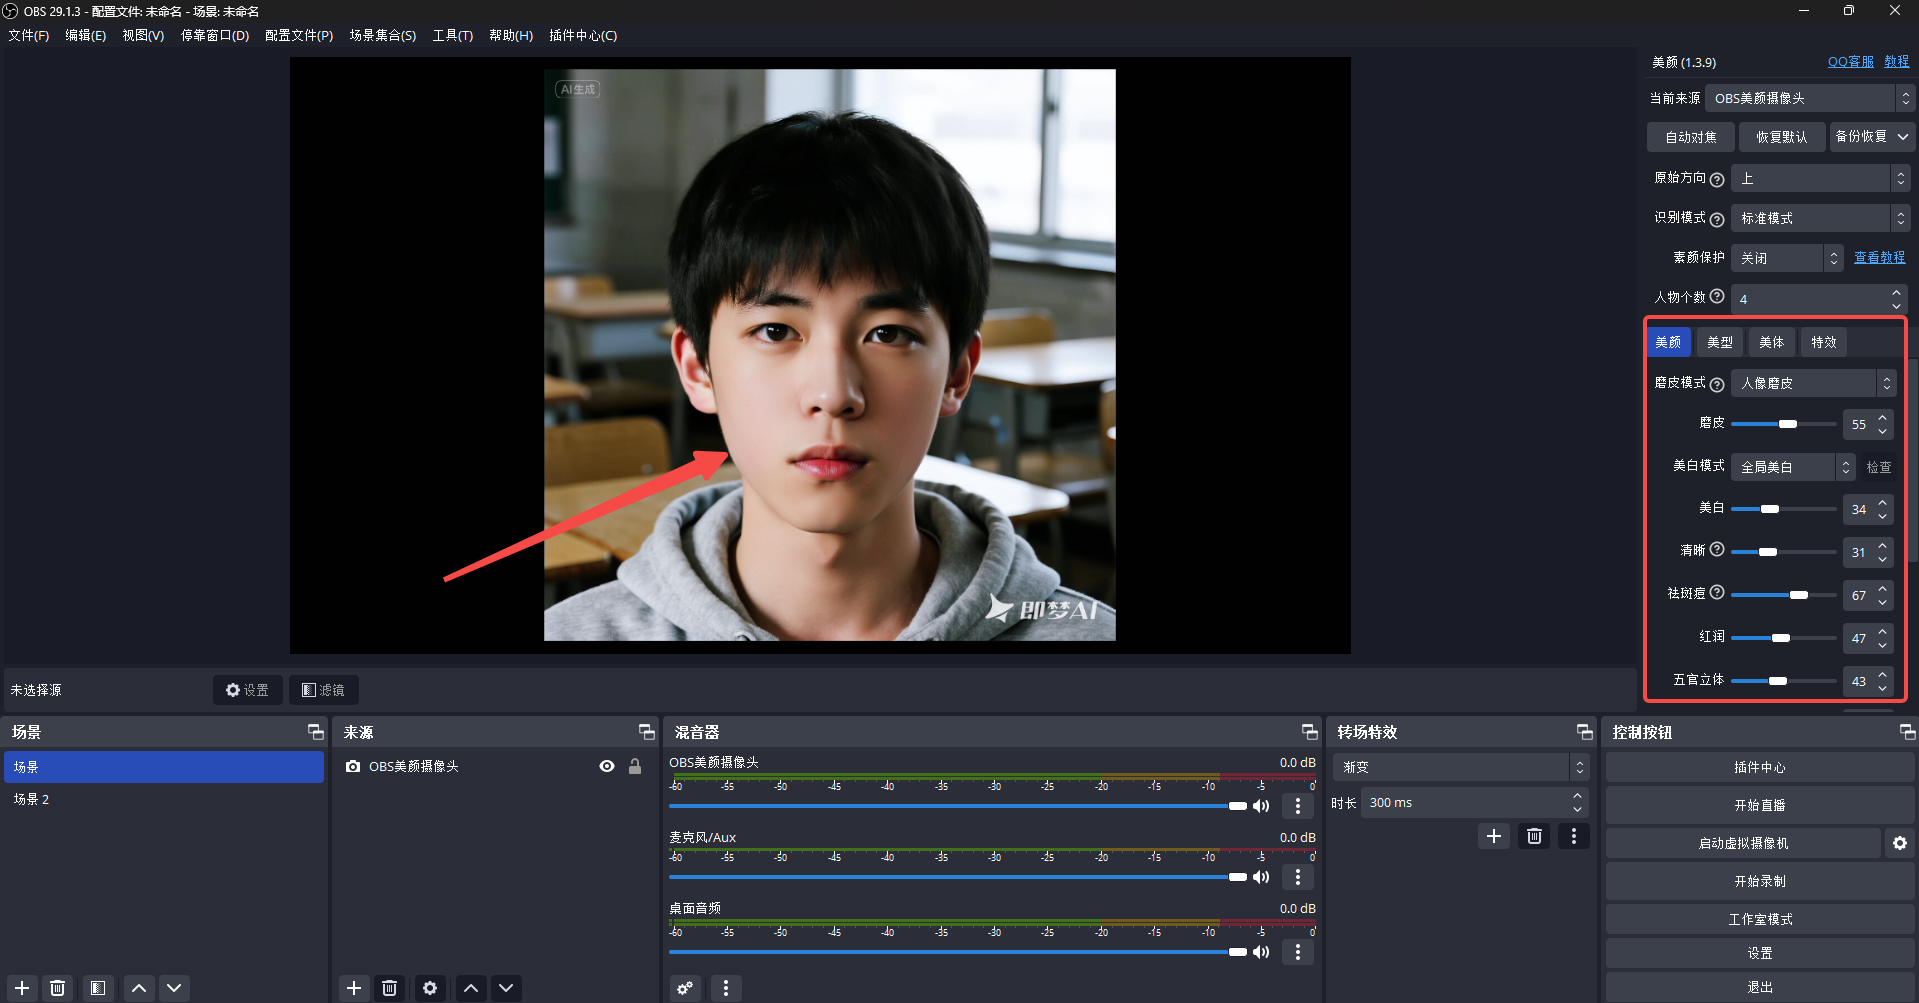 OBS 29.1.3 - 配置文件: 未命名 - 场景: 未命名
文件(F) 编辑(E) 视图(V) 停靠窗口(D) 配置文件(P) 场景集合(S) 工具(T) 帮助(H) 插件中心(C)
AI生成
即梦AI
美颜 (1.3.9) QQ客服 教程
当前来源 OBS美颜摄像头
自动对焦 恢复默认 备份恢复
原始方向 ? 上
识别模式 ? 标准模式
素颜保护 关闭 查看教程
人物个数 ? 4
美颜 美型 美体 特效
磨皮模式 ? 人像磨皮
磨皮 55
美白模式 全局美白 检查
美白 34
清晰 ? 31
祛斑痘 ? 67
红润 47
五官立体 43
未选择源 设置 滤镜
场景
场景
场景 2
来源
OBS美颜摄像头
混音器
OBS美颜摄像头 0.0 dB
-60 -55 -50 -45 -40 -35 -30 -25 -20 -15 -10 -5 0
麦克风/Aux 0.0 dB
-60 -55 -50 -45 -40 -35 -30 -25 -20 -15 -10 -5 0
桌面音频 0.0 dB
-60 -55 -50 -45 -40 -35 -30 -25 -20 -15 -10 -5 0
转场特效
渐变
时长 300 ms
控制按钮
插件中心
开始直播
启动虚拟摄像机
开始录制
工作室模式
设置
退出